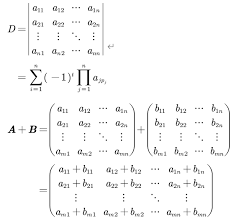 D = | a₁₁ a₁₂ ⋯ a₁ₙ |
| a₂₁ a₂₂ ⋯ a₂ₙ |
| ⋮ ⋮ ⋱ ⋮ |
| aₙ₁ aₙ₂ ⋯ aₙₙ | ↵
= \sum_{i=1}^{n} (−1)^{t} \prod_{j=1}^{n} a_{jp_j}
A + B = ( a₁₁ a₁₂ ⋯ a₁ₙ ) + ( b₁₁ b₁₂ ⋯ b₁ₙ )
( a₂₁ a₂₂ ⋯ a₂ₙ ) ( b₂₁ b₂₂ ⋯ b₂ₙ )
( ⋮ ⋮ ⋱ ⋮ ) ( ⋮ ⋮ ⋱ ⋮ )
( aₘ₁ aₘ₂ ⋯ aₘₙ ) ( bₘ₁ bₘ₂ ⋯ bₘₙ )
= ( a₁₁ + b₁₁ a₁₂ + b₁₂ ⋯ a₁ₙ + b₁ₙ )
( a₂₁ + b₂₁ a₂₂ + b₂₂ ⋯ a₂ₙ + b₂ₙ )
( ⋮ ⋮ ⋱ ⋮ )
( aₘ₁ + bₘ₁ aₘ₂ + bₘ₂ ⋯ aₘₙ + bₘₙ )